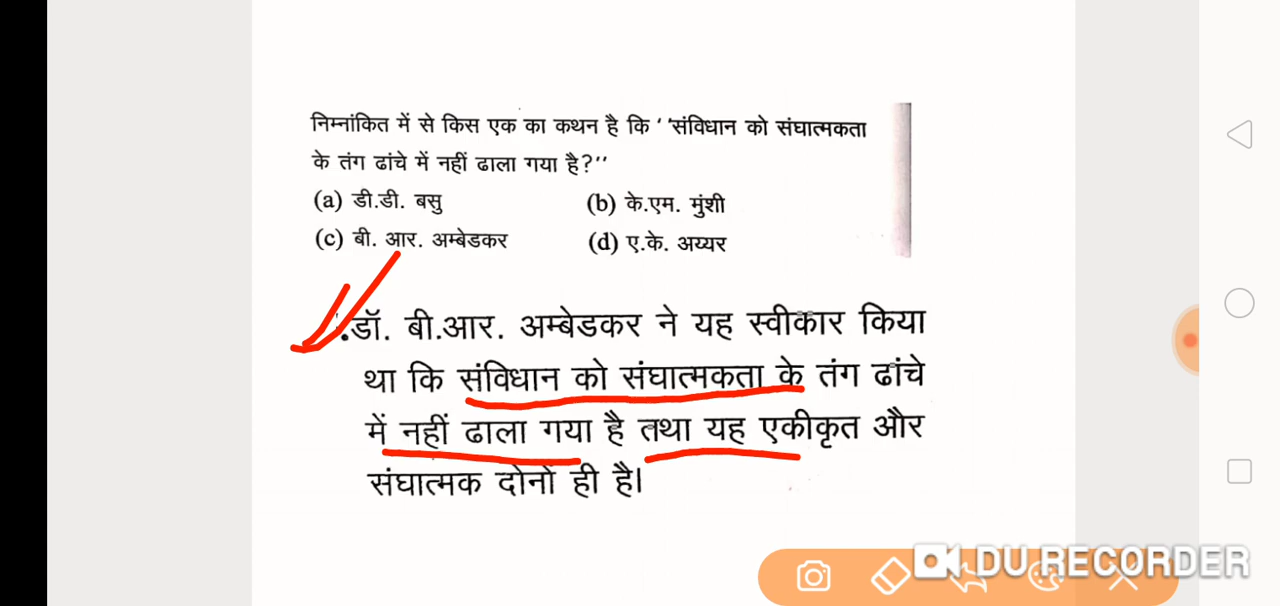 निम्नांकित में से किस एक का कथन है कि ''संविधान को संघात्मकता
के तंग ढांचे में नहीं ढाला गया है?''
(a) डी.डी. बसु (b) के.एम. मुंशी
(c) बी. आर. अम्बेडकर (d) ए.के. अय्यर
.डॉ. बी.आर. अम्बेडकर ने यह स्वीकार किया
था कि संविधान को संघात्मकता के तंग ढांचे
में नहीं ढाला गया है तथा यह एकीकृत और
संघात्मक दोनों ही है।
DU RECORDER